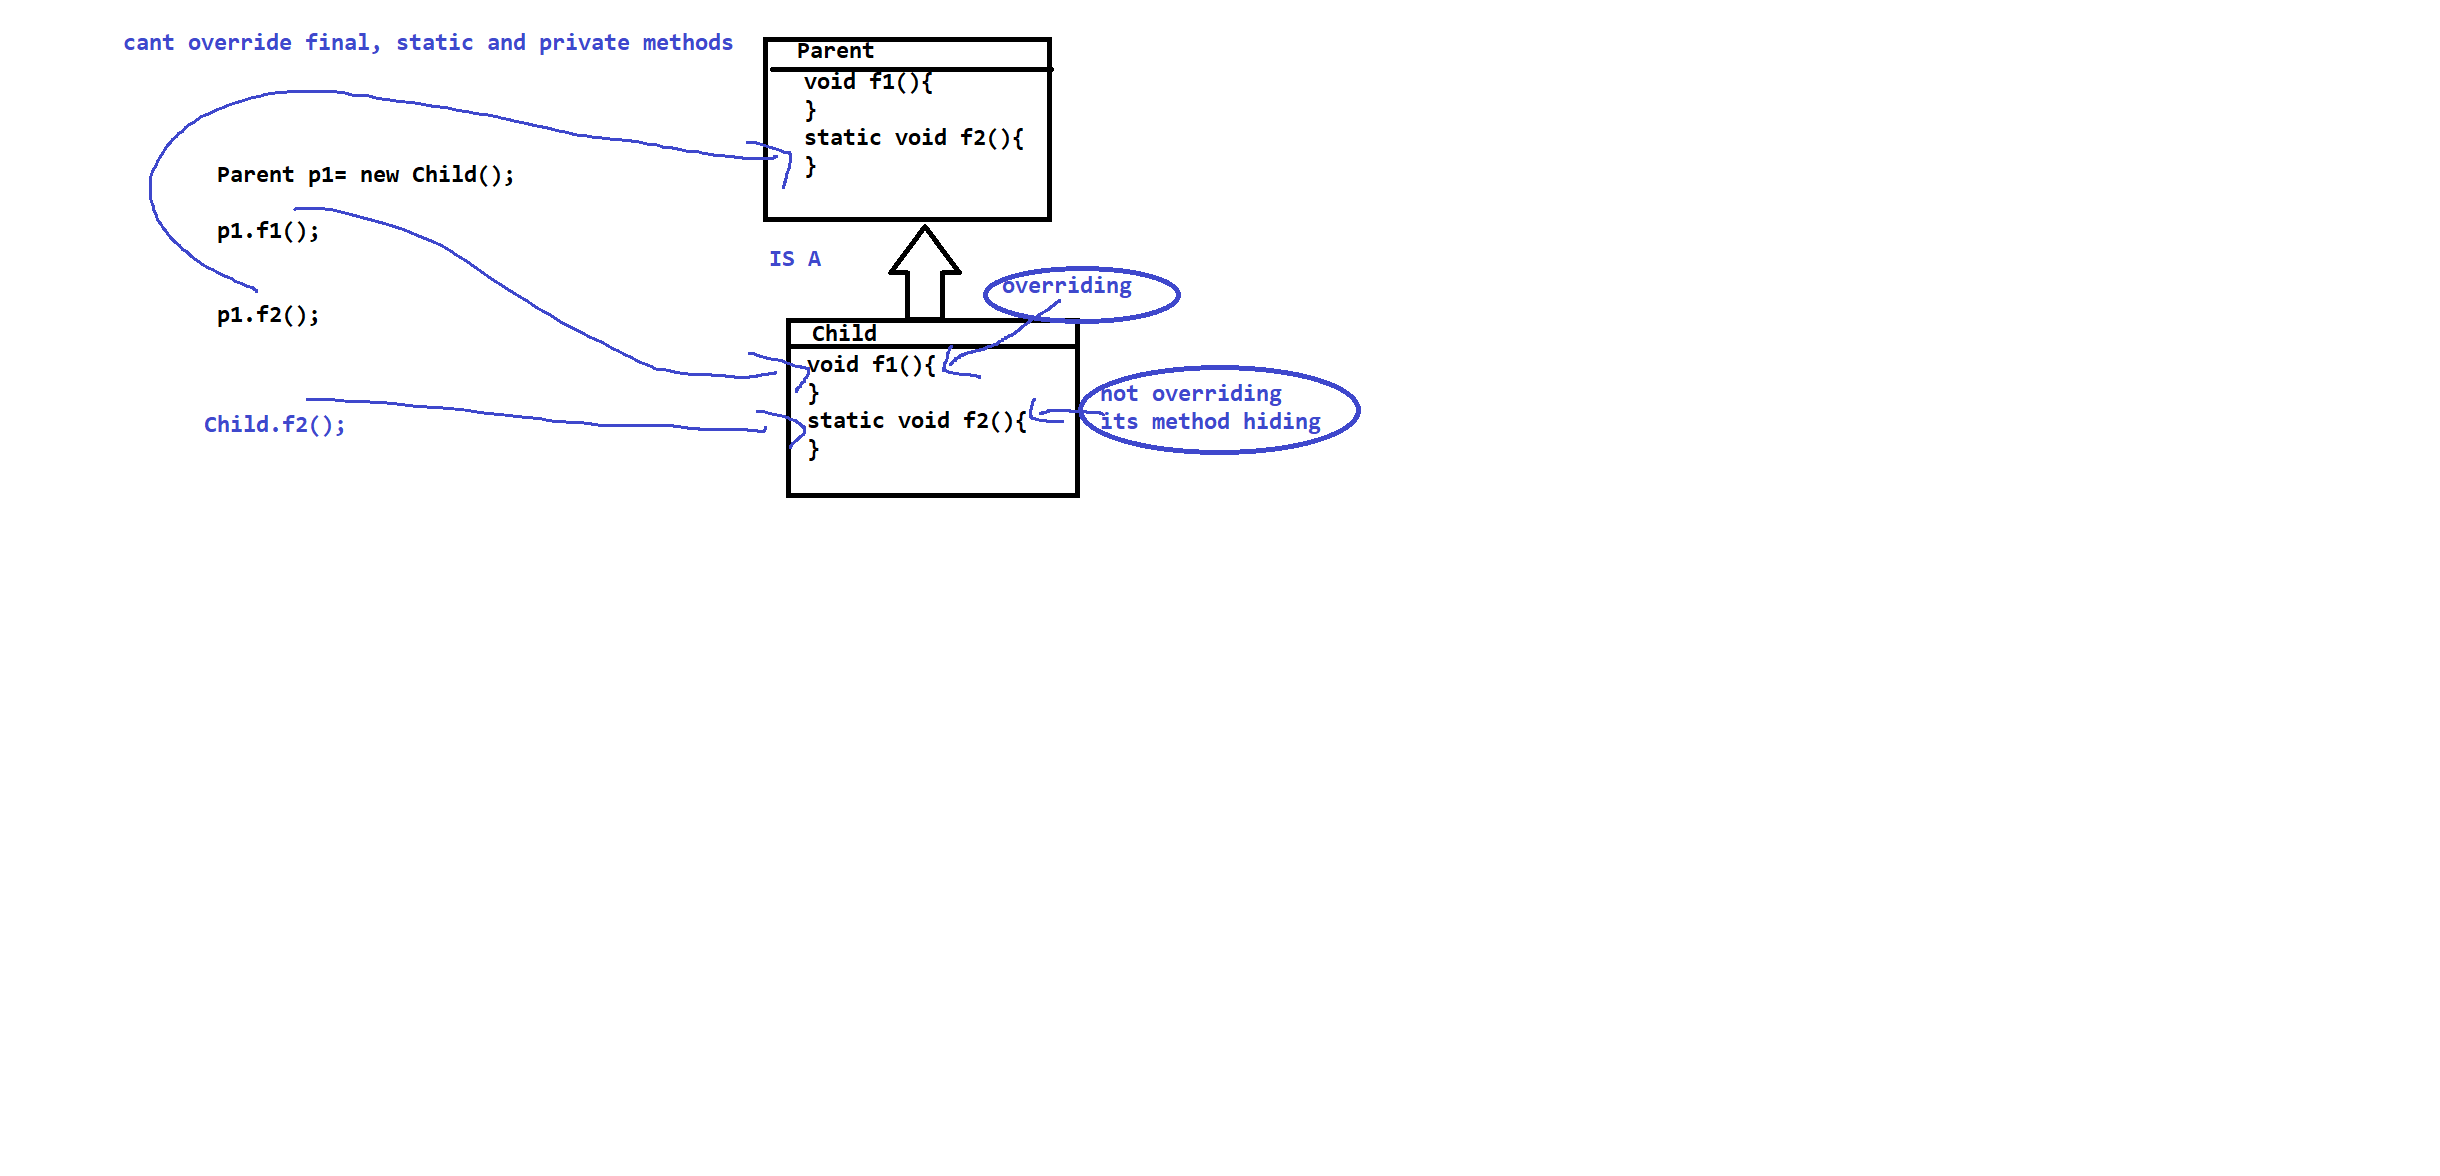 cant override final, static and private methods
Parent
void f1(){
}
static void f2(){
}
Parent p1= new Child();
p1.f1();
p1.f2();
Child.f2();
IS A
overriding
Child
void f1(){
}
static void f2(){
}
not overriding
its method hiding